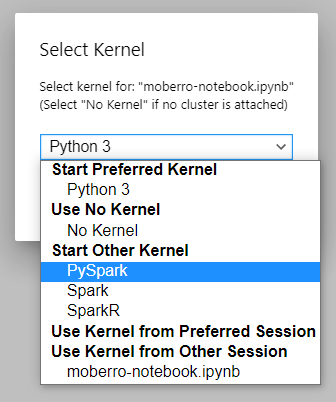 Select Kernel
Select kernel for: "moberro-notebook.ipynb"
(Select "No Kernel" if no cluster is attached)
Python 3
Start Preferred Kernel
Python 3
Use No Kernel
No Kernel
Start Other Kernel
PySpark
Spark
SparkR
Use Kernel from Preferred Session
Use Kernel from Other Session
moberro-notebook.ipynb